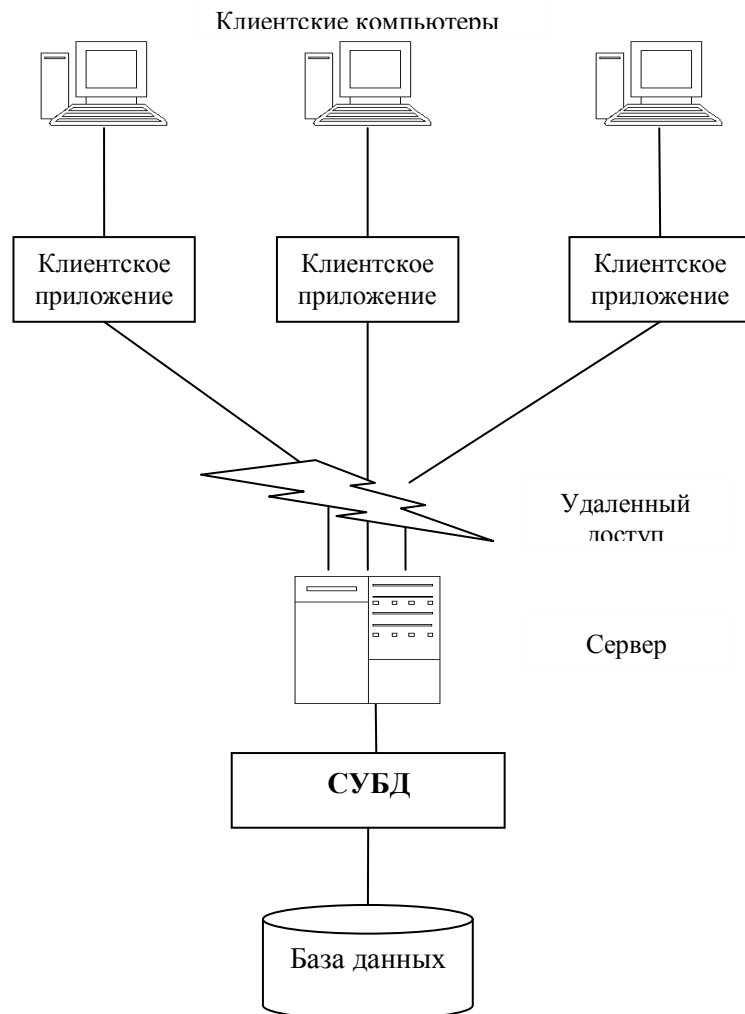 Клиентские компьютеры
Клиентское
приложение
Клиентское
приложение
Клиентское
приложение
Удаленный
доступ
Сервер
СУБД
База данных